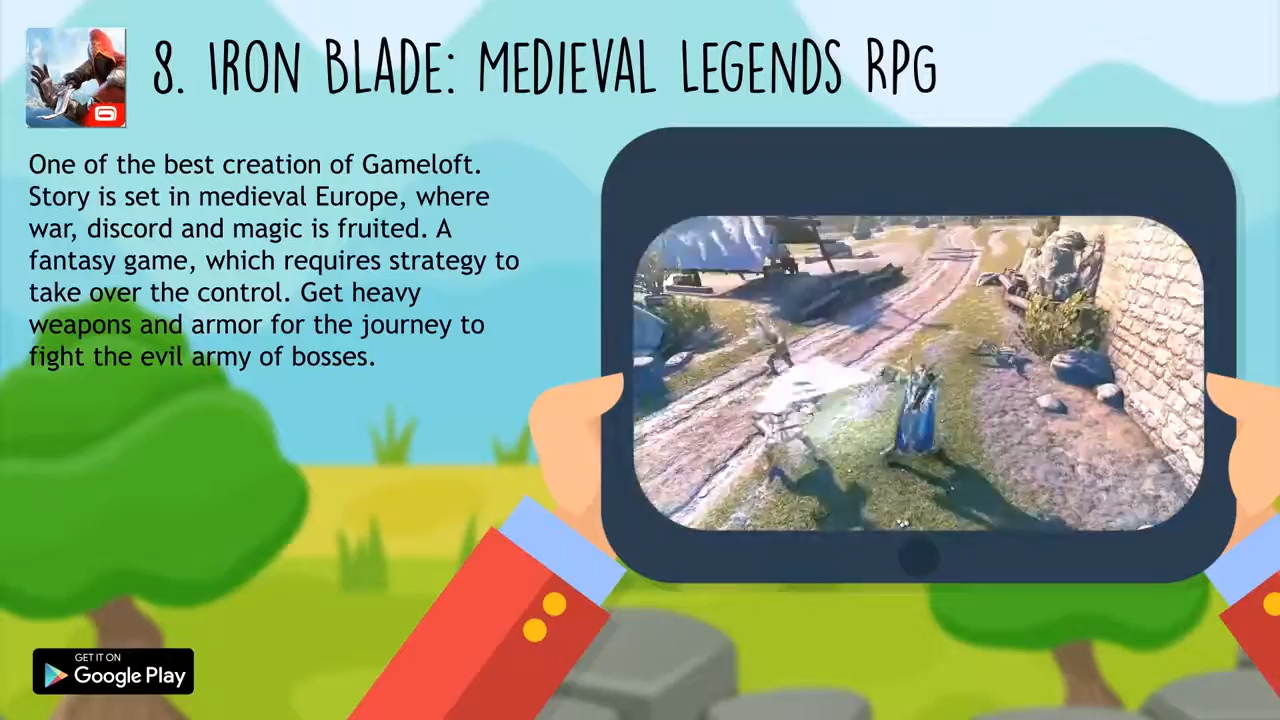 8. IRON BLADE: MEDIEVAL LEGENDS RPG
One of the best creation of Gameloft.
Story is set in medieval Europe, where
war, discord and magic is fruited. A
fantasy game, which requires strategy to
take over the control. Get heavy
weapons and armor for the journey to
fight the evil army of bosses.
GET IT ON
Google Play